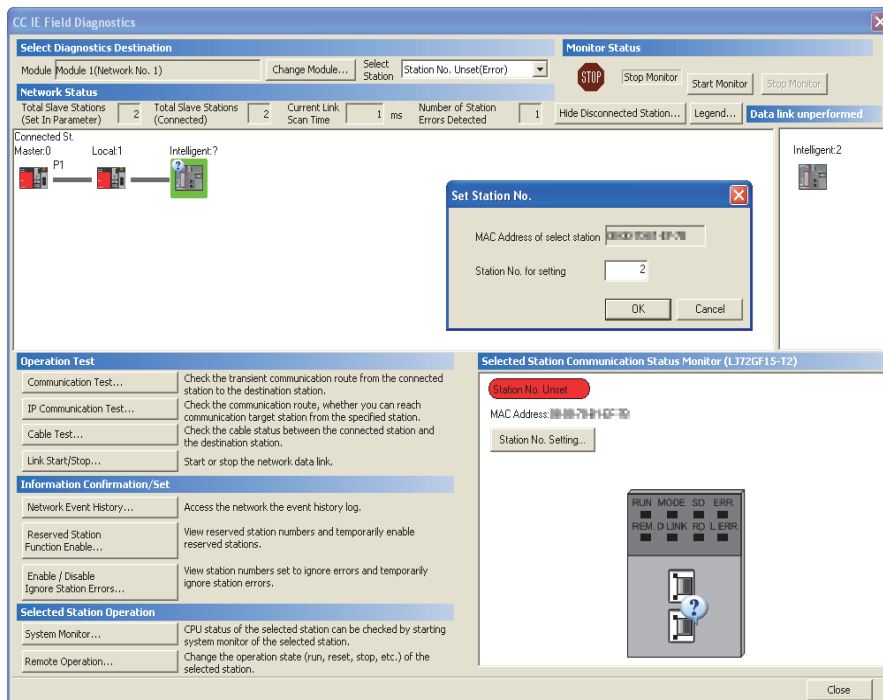 CC IE Field Diagnostics
Select Diagnostics Destination
Monitor Status
Module Module 1(Network No. 1)
Change Module...
Select
Station
Station No. Unset(Error)
STOP
Stop Monitor
Start Monitor
Stop Monitor
Network Status
Total Slave Stations
(Set In Parameter)
2
Total Slave Stations
(Connected)
2
Current Link
Scan Time
1 ms
Number of Station
Errors Detected
1
Hide Disconnected Station...
Legend...
Data link unperformed
Connected St.
Master:0
P1
Local:1
Intelligent:?
Intelligent:2
Set Station No.
MAC Address of select station
Station No. for setting
2
OK
Cancel
Operation Test
Communication Test...
Check the transient communication route from the connected
station to the destination station.
IP Communication Test...
Check the communication route, whether you can reach
communication target station from the specified station.
Cable Test...
Check the cable status between the connected station and
the destination station.
Link Start/Stop...
Start or stop the network data link.
Information Confirmation/Set
Network Event History...
Access the network the event history log.
Reserved Station
Function Enable...
View reserved station numbers and temporarily enable
reserved stations.
Enable / Disable
Ignore Station Errors...
View station numbers set to ignore errors and temporarily
ignore station errors.
Selected Station Operation
System Monitor...
CPU status of the selected station can be checked by starting
system monitor of the selected station.
Remote Operation...
Change the operation state (run, reset, stop, etc.) of the
selected station.
Selected Station Communication Status Monitor (LJ72GF15-T2)
Station No. Unset
MAC Address:
Station No. Setting...
RUN MODE SD ERR.
REM. D LINK RD L ERR.
?
Close